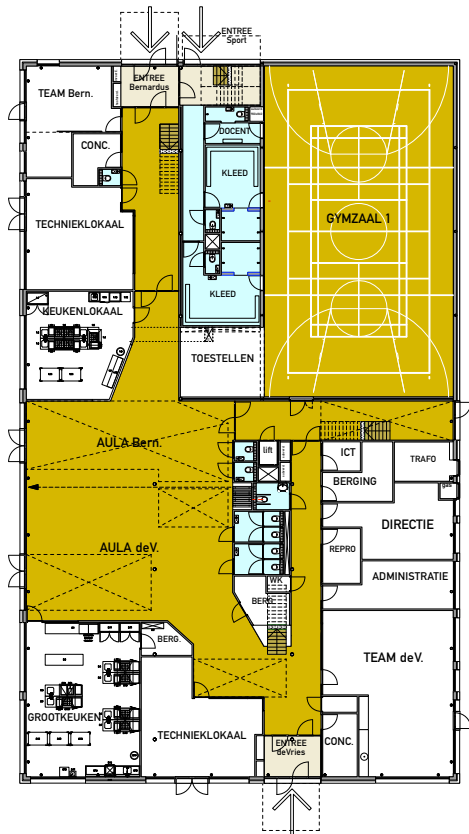 ENTREE
Sport
ENTREE
Bernardus
TEAM Bern.
DOCENT
CONC.
KLEED
TECHNIEKLOKAAL
GYMZAAL 1
KLEED
KEUKENLOKAAL
TOESTELLEN
AULA Bern.
lift
ICT
TRAFO
BERGING
DIRECTIE
AULA deV.
REPRO
ADMINISTRATIE
WK
BERG.
BERG.
TEAM deV.
GROOTKEUKEN
TECHNIEKLOKAAL
CONC.
ENTREE
deVries